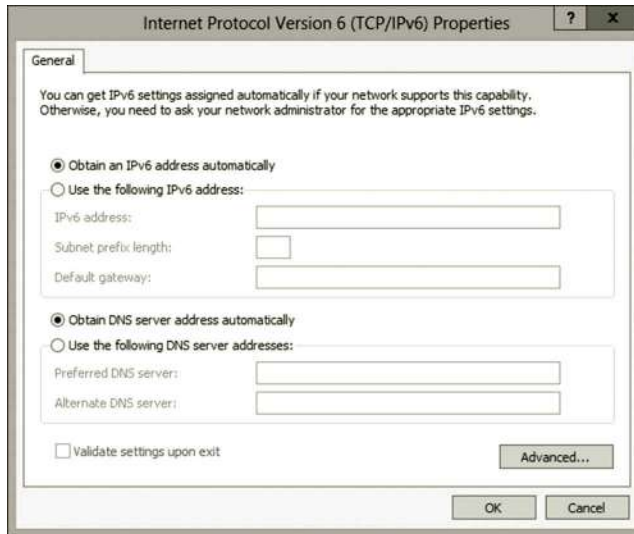 Internet Protocol Version 6 (TCP/IPv6) Properties
?
x
General
You can get IPv6 settings assigned automatically if your network supports this capability.
Otherwise, you need to ask your network administrator for the appropriate IPv6 settings.
Obtain an IPv6 address automatically
Use the following IPv6 address:
IPv6 address:
Subnet prefix length:
Default gateway:
Obtain DNS server address automatically
Use the following DNS server addresses:
Preferred DNS server:
Alternate DNS server:
Validate settings upon exit
Advanced...
OK
Cancel